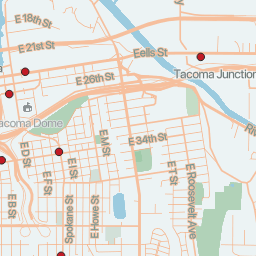 E 18th St
E 21st St
Eells St
Tacoma Junction
E 26th St
acoma Dome
E 34th St
E D St
E F St
E I St
E M St
E T St
E Roosevelt Ave
E B St
Spokane St
E Howe St